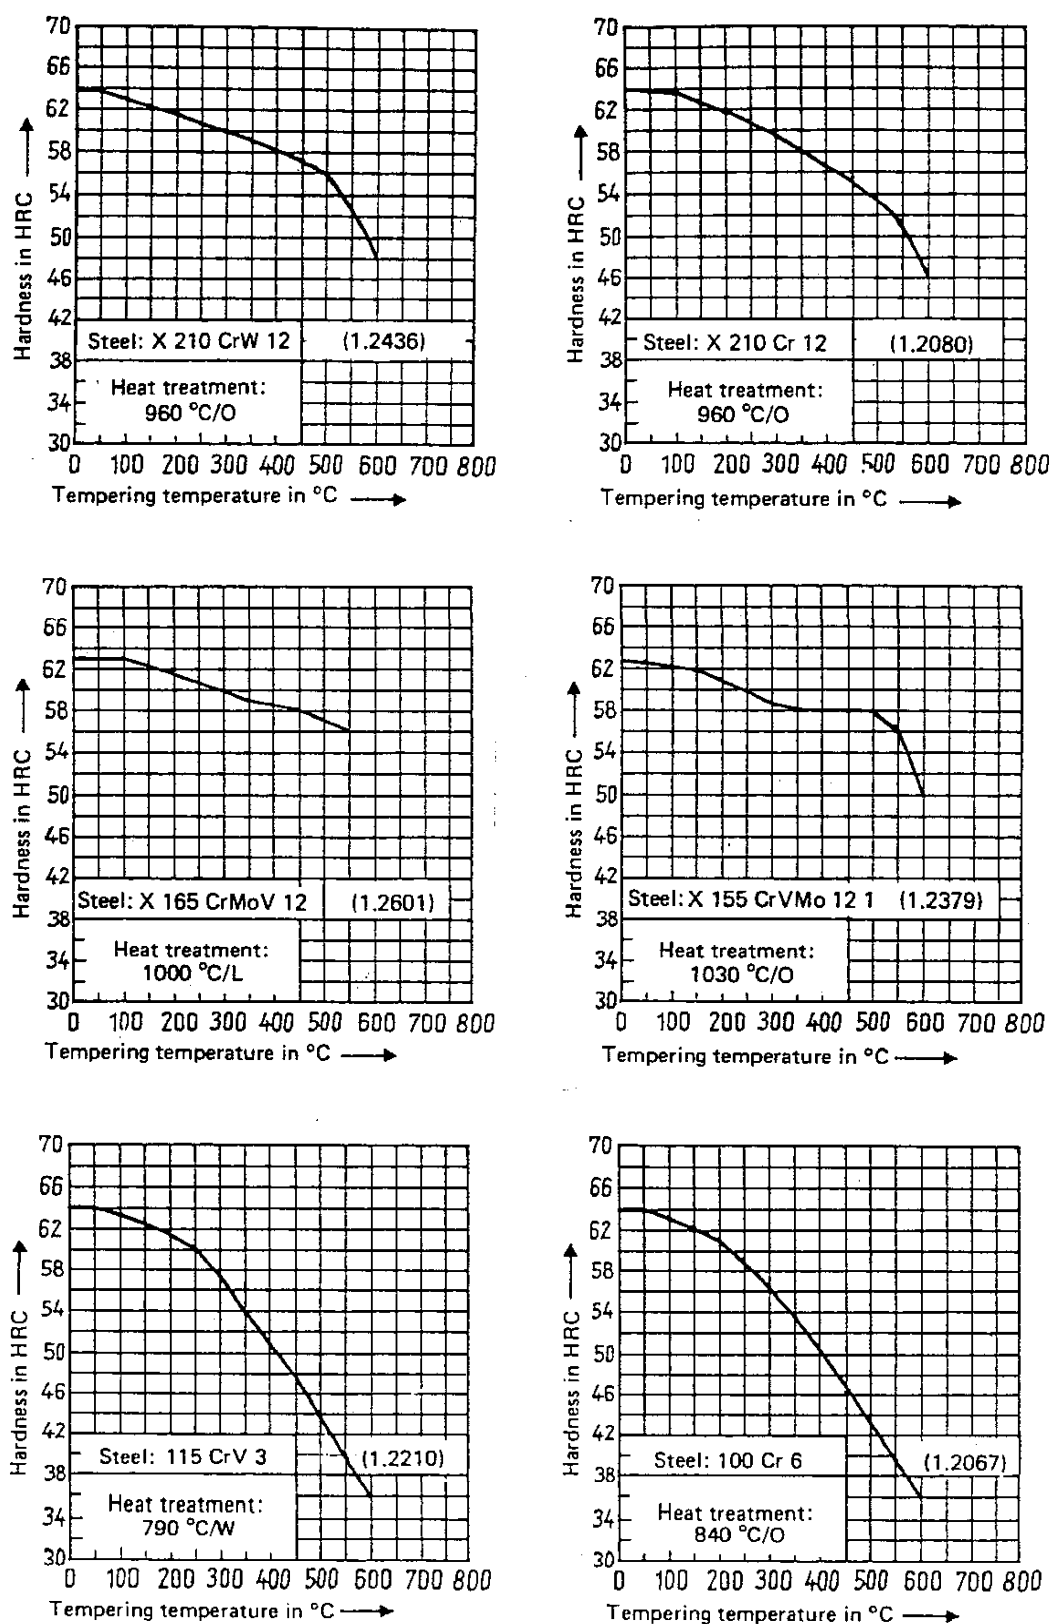 70
66
62
58
54
50
46
42
38
34
30
Hardness in HRC
Steel: X 210 CrW 12 (1.2436)
Heat treatment:
960 °C/O
0 100 200 300 400 500 600 700 800
Tempering temperature in °C
70
66
62
58
54
50
46
42
38
34
30
Hardness in HRC
Steel: X 210 Cr 12 (1.2080)
Heat treatment:
960 °C/O
0 100 200 300 400 500 600 700 800
Tempering temperature in °C
70
66
62
58
54
50
46
42
38
34
30
Hardness in HRC
Steel: X 165 CrMoV 12 (1.2601)
Heat treatment:
1000 °C/L
0 100 200 300 400 500 600 700 800
Tempering temperature in °C
70
66
62
58
54
50
46
42
38
34
30
Hardness in HRC
Steel: X 155 CrVMo 12 1 (1.2379)
Heat treatment:
1030 °C/O
0 100 200 300 400 500 600 700 800
Tempering temperature in °C
70
66
62
58
54
50
46
42
38
34
30
Hardness in HRC
Steel: 115 CrV 3 (1.2210)
Heat treatment:
790 °C/W
0 100 200 300 400 500 600 700 800
Tempering temperature in °C
70
66
62
58
54
50
46
42
38
34
30
Hardness in HRC
Steel: 100 Cr 6 (1.2067)
Heat treatment:
840 °C/O
0 100 200 300 400 500 600 700 800
Tempering temperature in °C